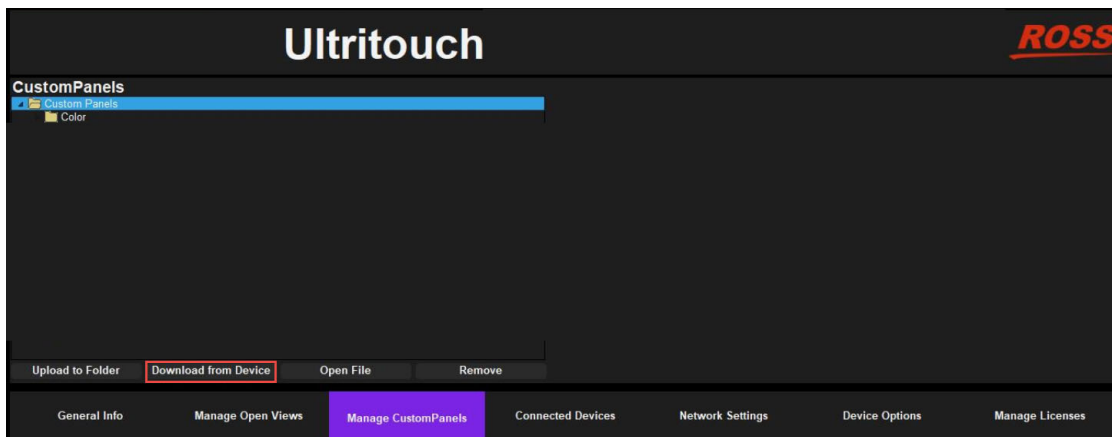 Ultritouch
ROSS
CustomPanels
Custom Panels
Color
Upload to Folder Download from Device Open File Remove
General Info Manage Open Views Manage CustomPanels Connected Devices Network Settings Device Options Manage Licenses